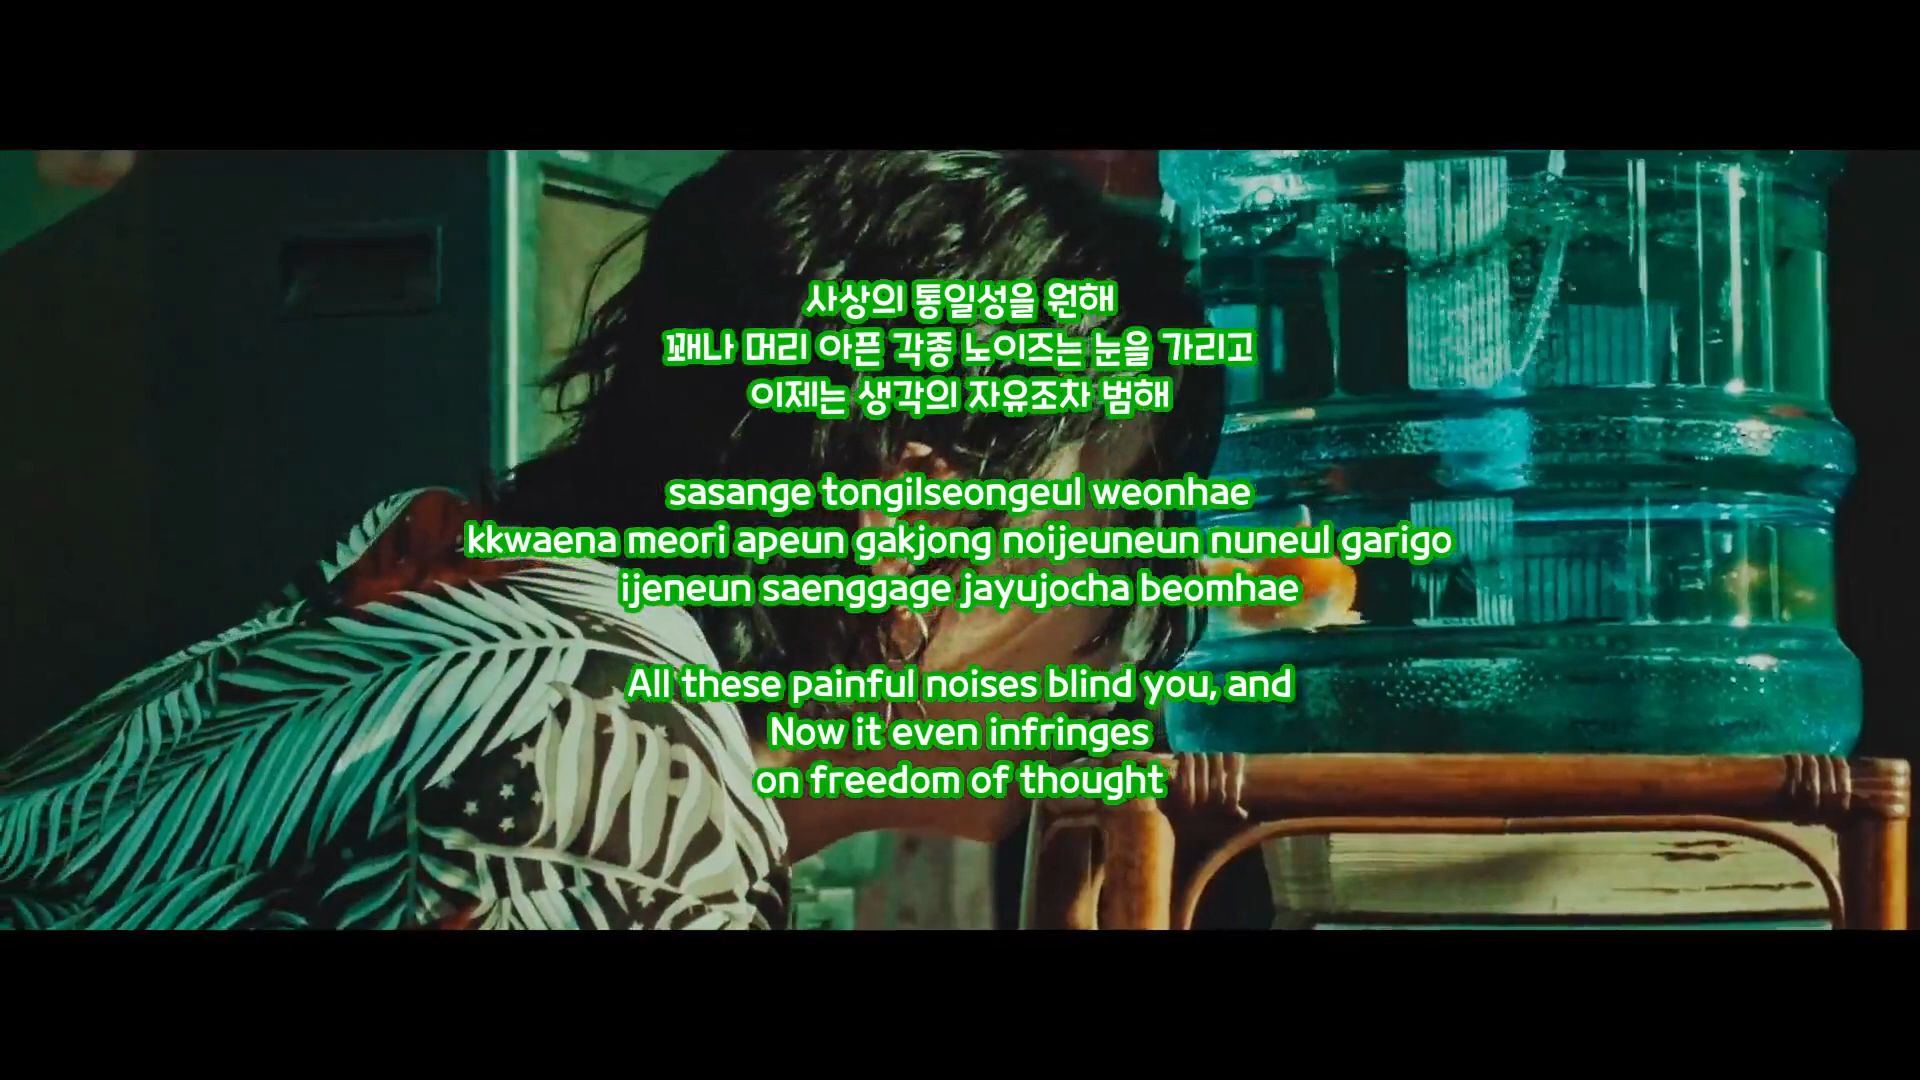 사상의 통일성을 원해
꽤나 머리 아픈 각종 노이즈는 눈을 가리고
이제는 생각의 자유조차 범해
sasange tongilseongeul weonhae
kkwaena meori apeun gakjong noijeuneun nuneul garigo
ijeneun saenggage jayujocha beomhae
All these painful noises blind you, and
Now it even infringes
on freedom of thought